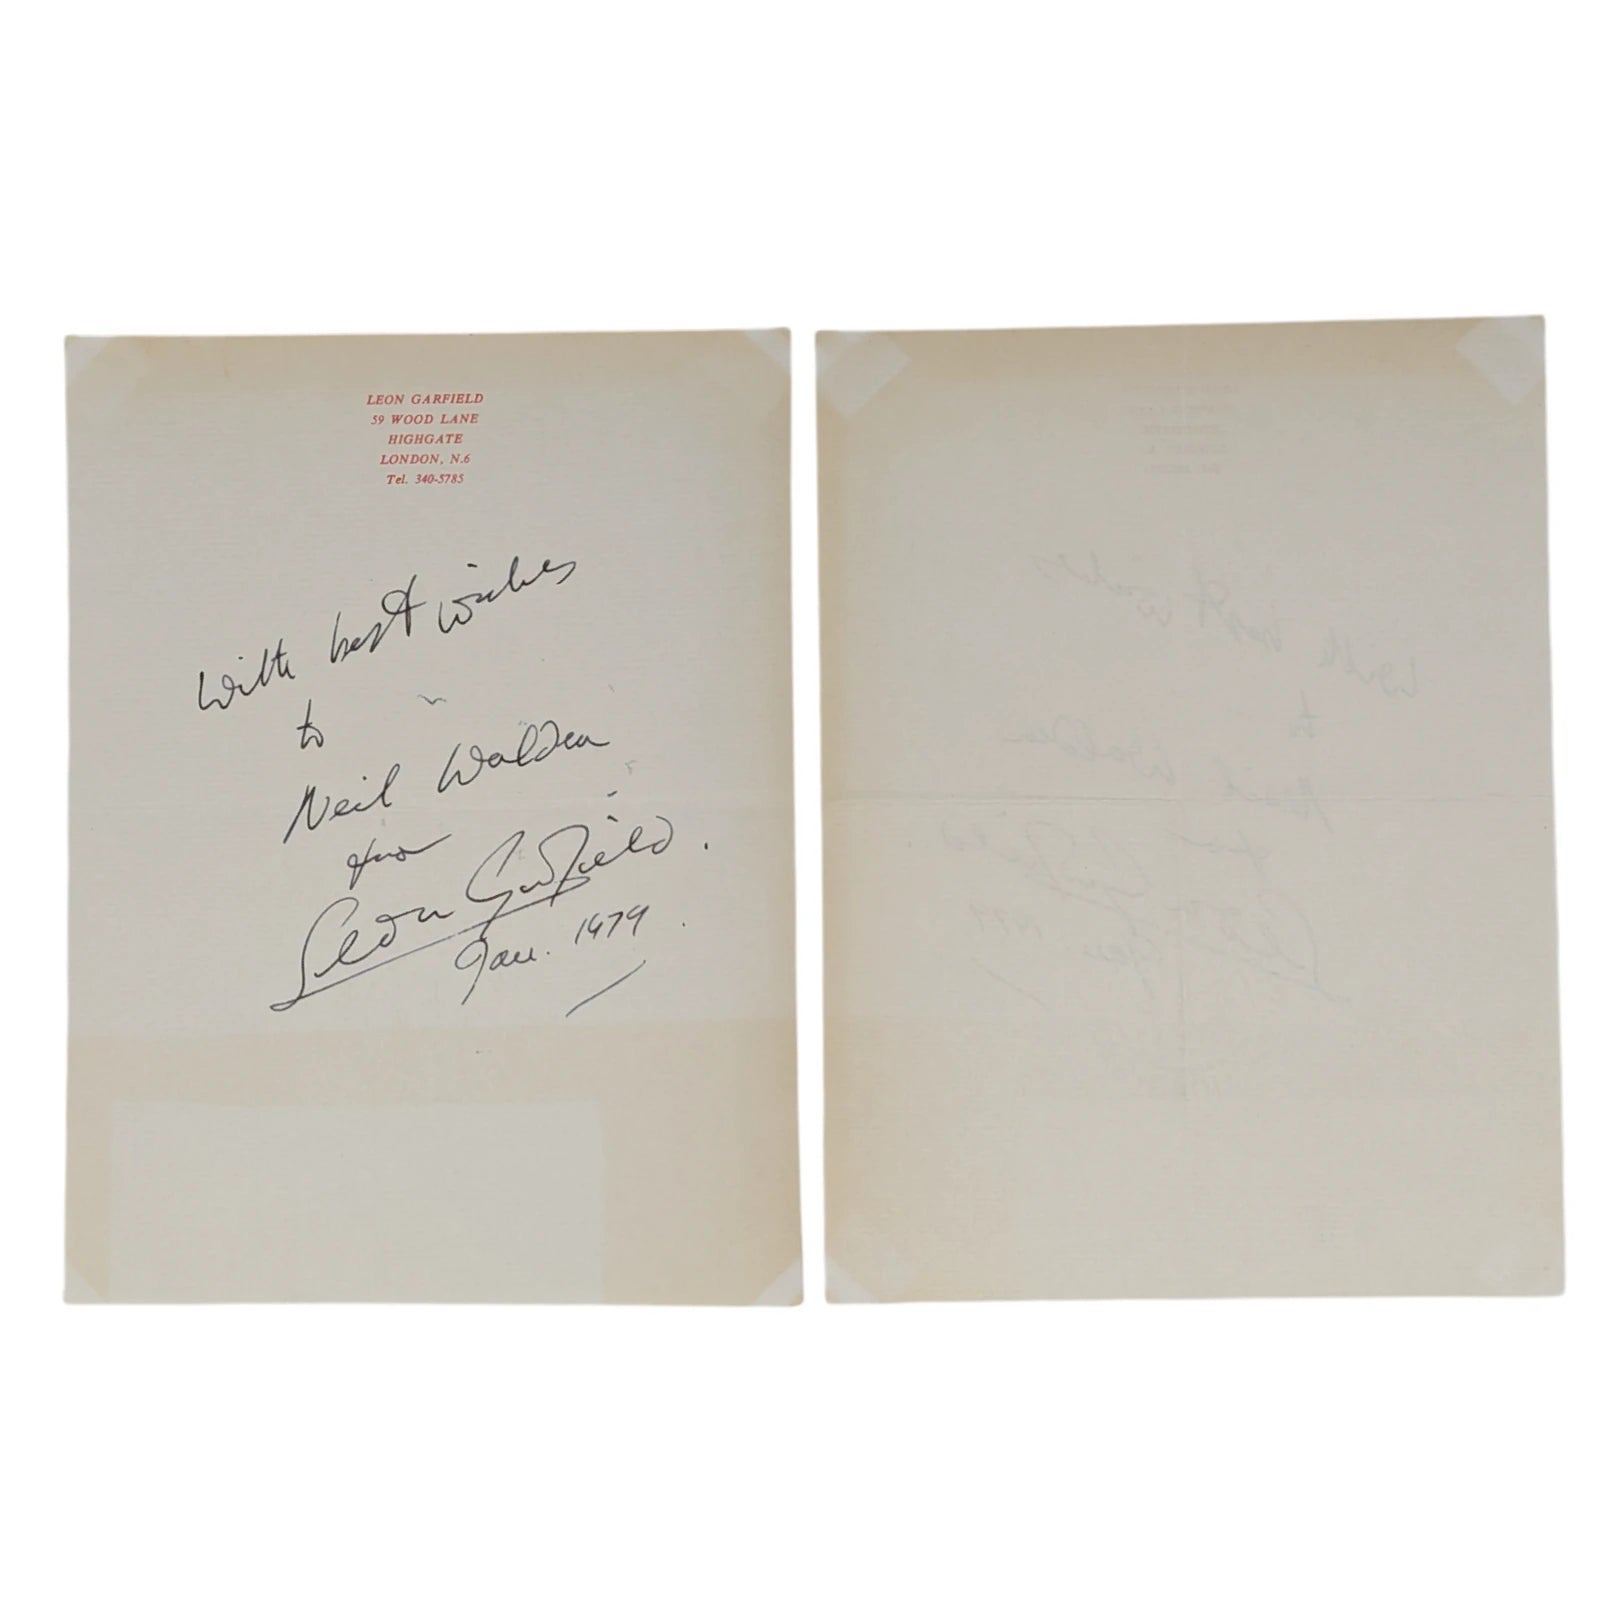 LEON GARFIELD
59 WOOD LANE
HIGHGATE
LONDON, N.6
Tel. 340-5785
With best wishes
to
Neil Walden
from
Leon Garfield.
Jan. 1979.